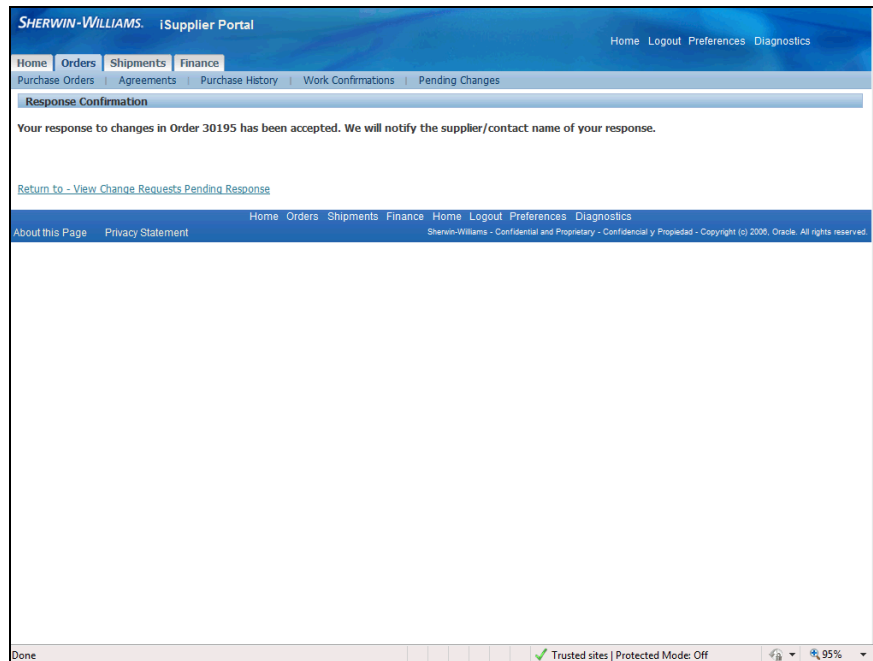 SHERWIN-WILLIAMS. iSupplier Portal
Home Logout Preferences Diagnostics
Home Orders Shipments Finance
Purchase Orders | Agreements | Purchase History | Work Confirmations | Pending Changes
Response Confirmation
Your response to changes in Order 30195 has been accepted. We will notify the supplier/contact name of your response.
Return to - View Change Requests Pending Response
Home Orders Shipments Finance Home Logout Preferences Diagnostics
About this Page Privacy Statement Sherwin-Williams - Confidential and Proprietary - Confidencial y Propiedad - Copyright (c) 2006, Oracle. All rights reserved.
Done Trusted sites | Protected Mode: Off 95%